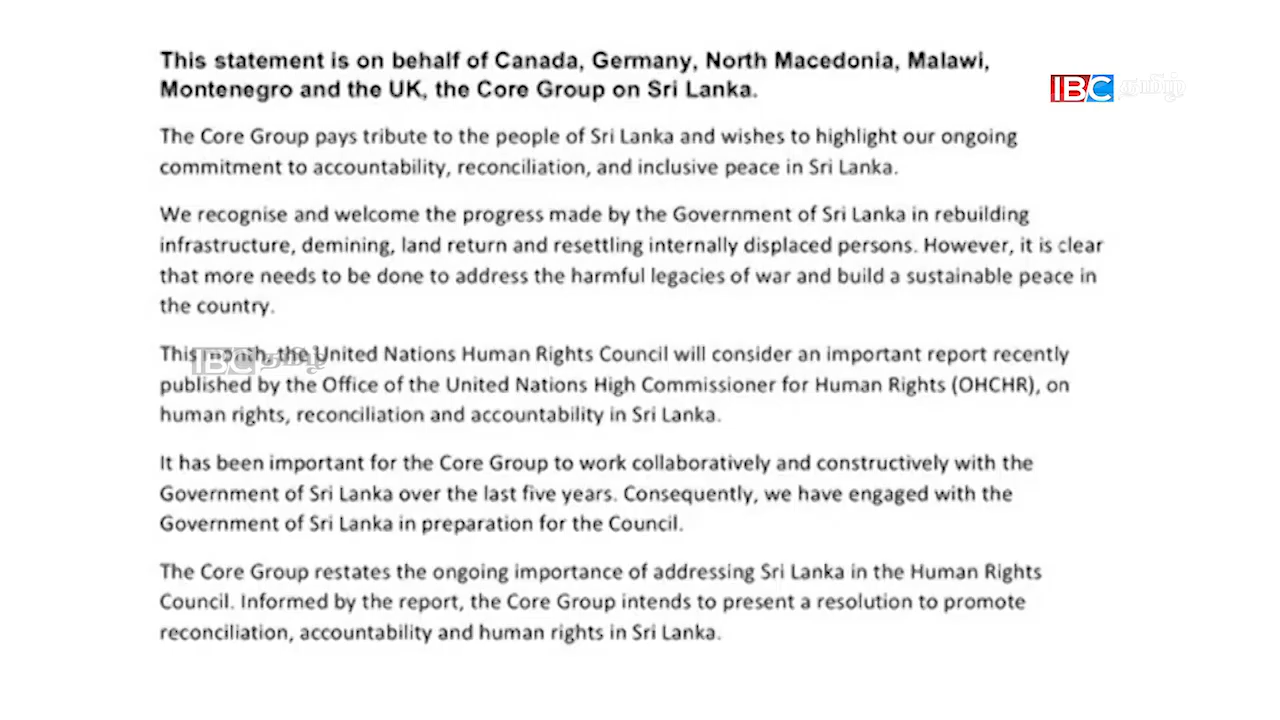 This statement is on behalf of Canada, Germany, North Macedonia, Malawi,
Montenegro and the UK, the Core Group on Sri Lanka.
IBC தமிழ்
The Core Group pays tribute to the people of Sri Lanka and wishes to highlight our ongoing
commitment to accountability, reconciliation, and inclusive peace in Sri Lanka.
We recognise and welcome the progress made by the Government of Sri Lanka in rebuilding
infrastructure, demining, land return and resettling internally displaced persons. However, it is clear
that more needs to be done to address the harmful legacies of war and build a sustainable peace in
the country.
This month, the United Nations Human Rights Council will consider an important report recently
IBC தமிழ்
published by the Office of the United Nations High Commissioner for Human Rights (OHCHR), on
human rights, reconciliation and accountability in Sri Lanka.
It has been important for the Core Group to work collaboratively and constructively with the
Government of Sri Lanka over the last five years. Consequently, we have engaged with the
Government of Sri Lanka in preparation for the Council.
The Core Group restates the ongoing importance of addressing Sri Lanka in the Human Rights
Council. Informed by the report, the Core Group intends to present a resolution to promote
reconciliation, accountability and human rights in Sri Lanka.